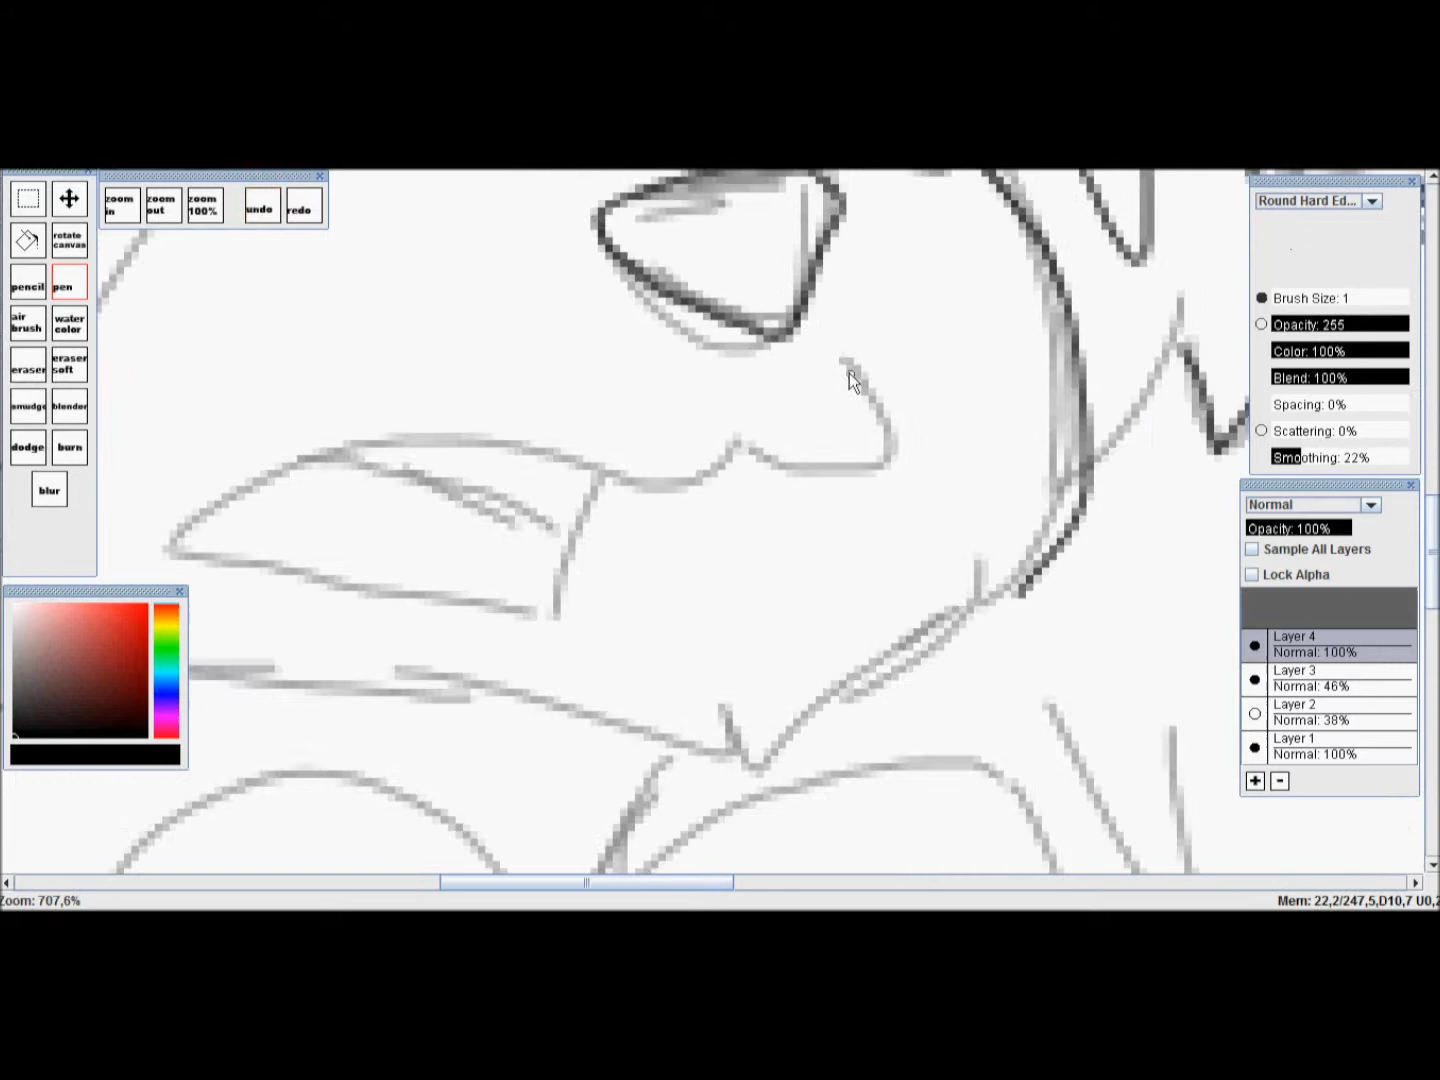 zoom in
zoom out
zoom 100%
undo
redo
rotate canvas
pencil
pen
air brush
water color
eraser
eraser soft
smudge
blender
dodge
burn
blur
Round Hard Ed...
Brush Size: 1
Opacity: 255
Color: 100%
Blend: 100%
Spacing: 0%
Scattering: 0%
Smoothing: 22%
Normal
Opacity: 100%
Sample All Layers
Lock Alpha
Layer 4
Normal: 100%
Layer 3
Normal: 46%
Layer 2
Normal: 38%
Layer 1
Normal: 100%
+ -
Zoom: 707,6%
Mem: 22,2/247,5,D10,7 U0,2